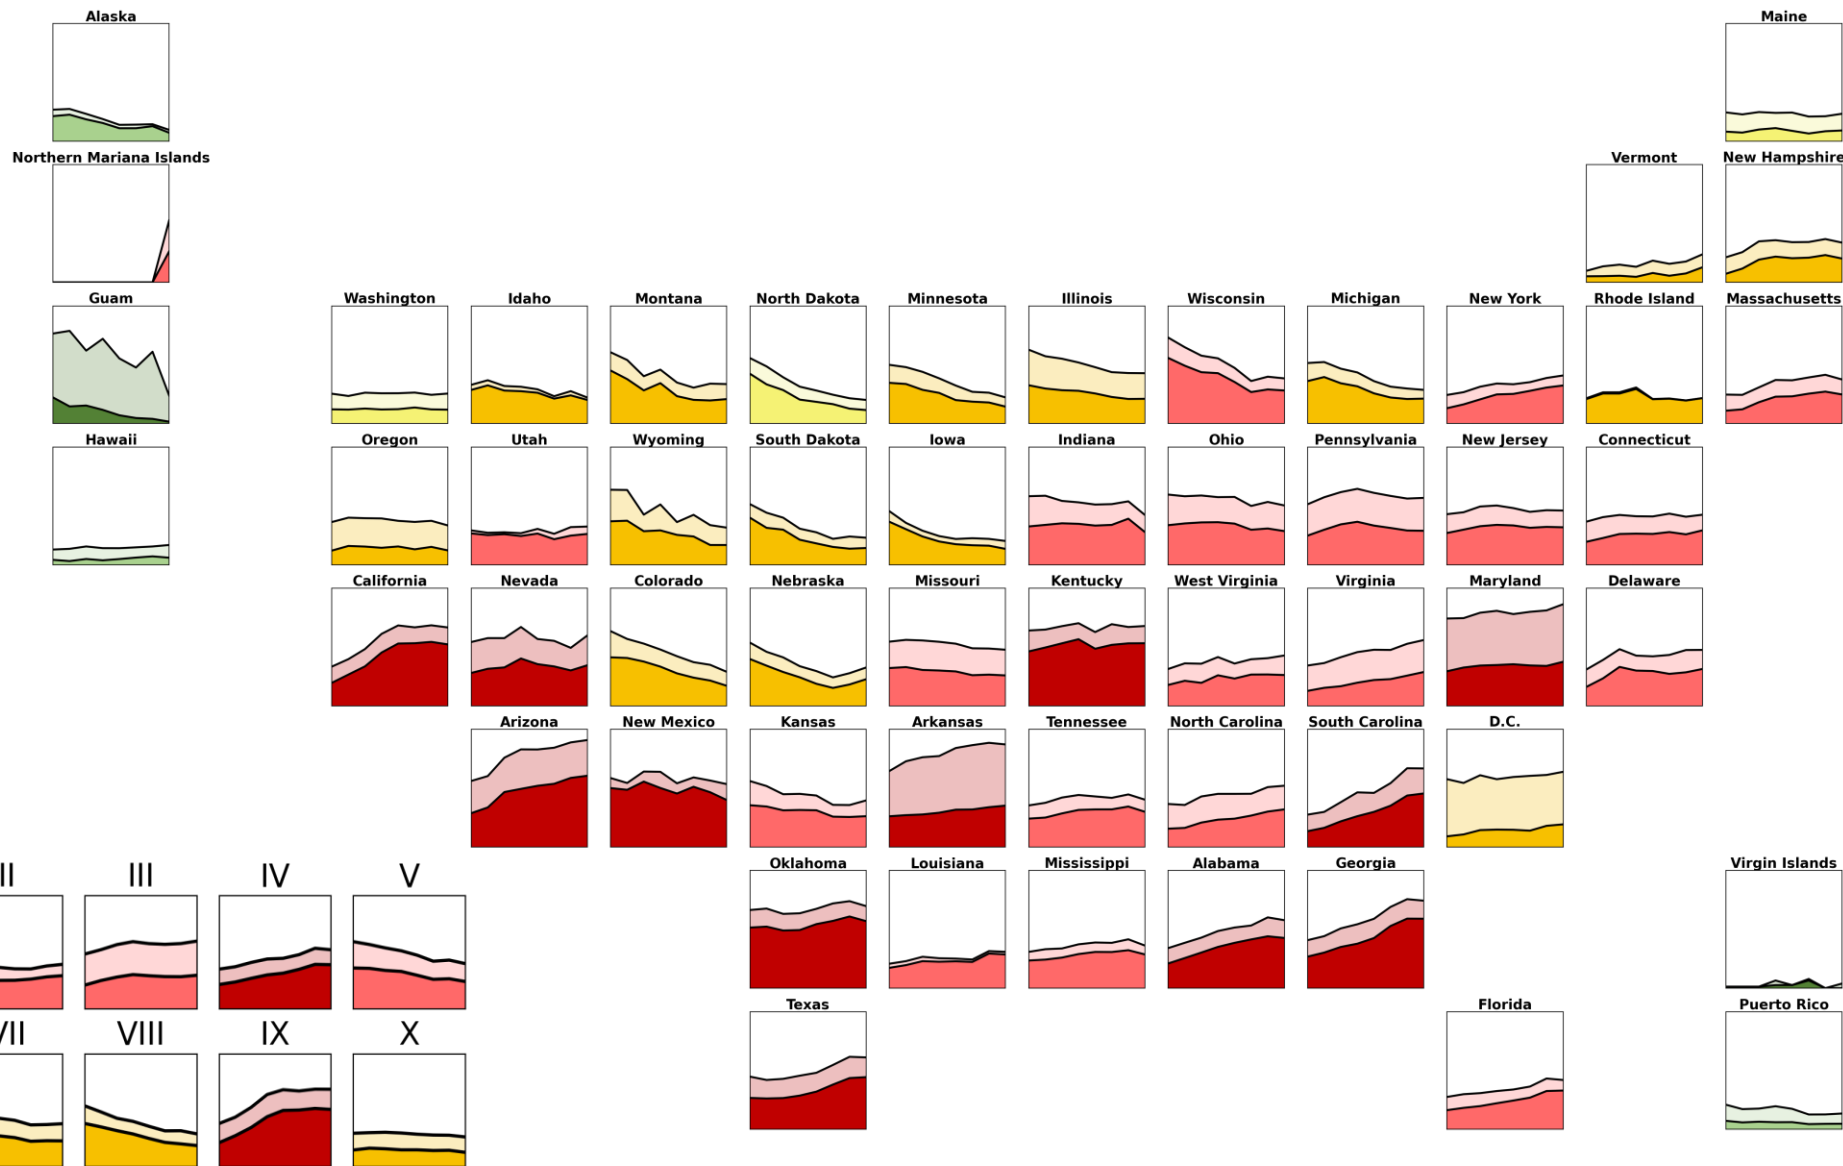 Alaska
Maine
Northern Mariana Islands
Vermont
New Hampshire
Guam
Washington
Idaho
Montana
North Dakota
Minnesota
Illinois
Wisconsin
Michigan
New York
Rhode Island
Massachusetts
Hawaii
Oregon
Utah
Wyoming
South Dakota
Iowa
Indiana
Ohio
Pennsylvania
New Jersey
Connecticut
California
Nevada
Colorado
Nebraska
Missouri
Kentucky
West Virginia
Virginia
Maryland
Delaware
Arizona
New Mexico
Kansas
Arkansas
Tennessee
North Carolina
South Carolina
D.C.
Oklahoma
Louisiana
Mississippi
Alabama
Georgia
Virgin Islands
II
III
IV
V
Texas
Florida
Puerto Rico
VII
VIII
IX
X